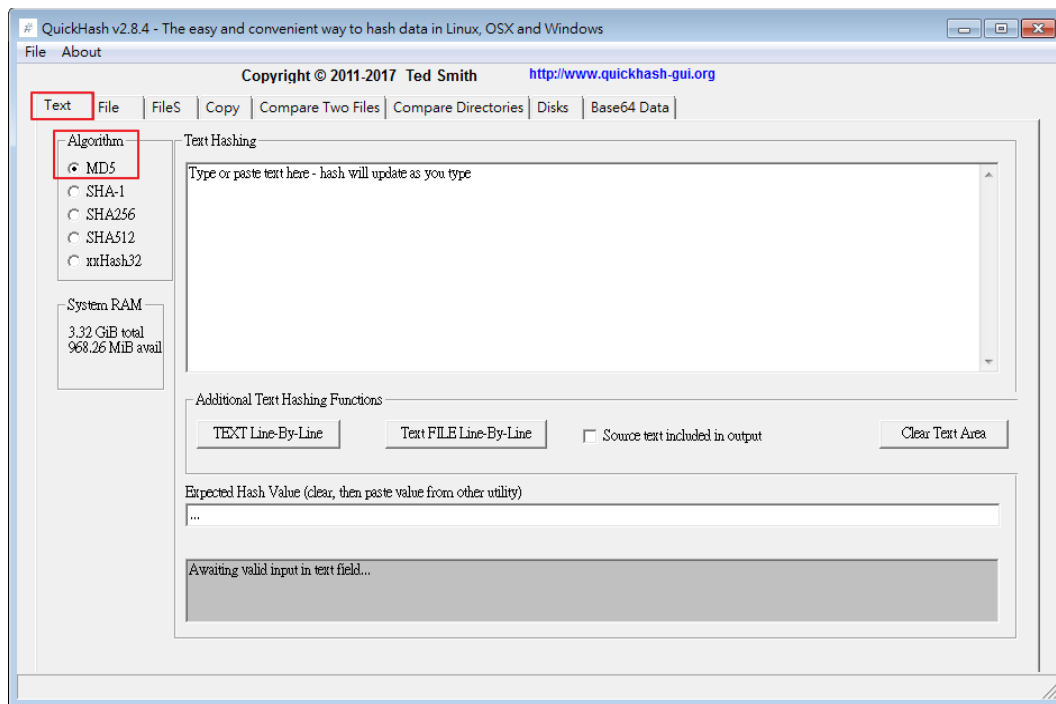 QuickHash v2.8.4 - The easy and convenient way to hash data in Linux, OSX and Windows
File About
Copyright © 2011-2017 Ted Smith http://www.quickhash-gui.org
Text File FileS Copy Compare Two Files Compare Directories Disks Base64 Data
Algorithm
MD5
SHA-1
SHA256
SHA512
xxHash32
System RAM
3.32 GiB total
968.26 MiB avail
Text Hashing
Type or paste text here - hash will update as you type
Additional Text Hashing Functions
TEXT Line-By-Line Text FILE Line-By-Line Source text included in output Clear Text Area
Expected Hash Value (clear, then paste value from other utility)
...
Awaiting valid input in text field...